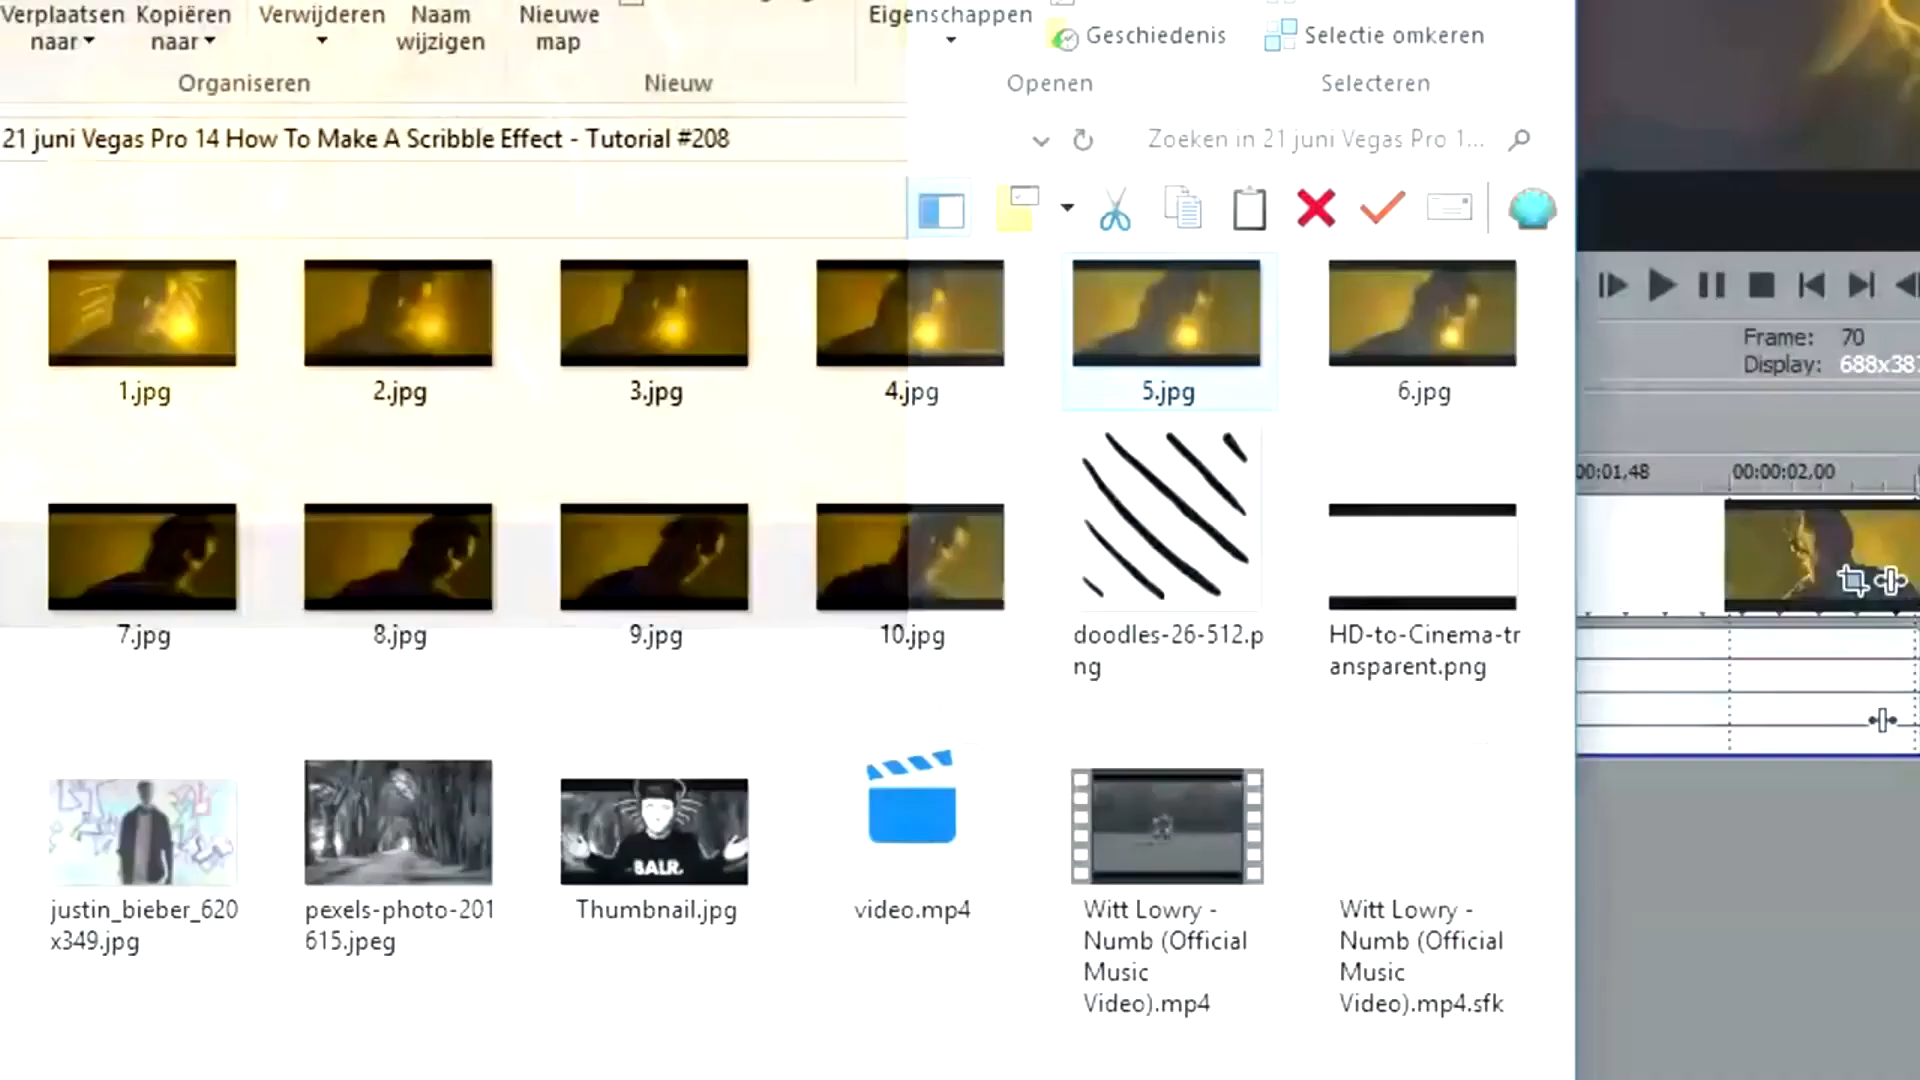 Verplaatsen naar
Kopiëren naar
Verwijderen
Naam wijzigen
Nieuwe map
Eigenschappen
Geschiedenis
Selectie omkeren
Organiseren
Nieuw
Openen
Selecteren
21 juni Vegas Pro 14 How To Make A Scribble Effect - Tutorial #208
Zoeken in 21 juni Vegas Pro 1...
Frame: 70
Display: 688x38
1.jpg
2.jpg
3.jpg
4.jpg
5.jpg
6.jpg
00:01,48
00:00:02,00
7.jpg
8.jpg
9.jpg
10.jpg
doodles-26-512.p
ng
HD-to-Cinema-tr
ansparent.png
BALR.
justin_bieber_620
x349.jpg
pexels-photo-201
615.jpeg
Thumbnail.jpg
video.mp4
Witt Lowry -
Numb (Official
Music
Video).mp4
Witt Lowry -
Numb (Official
Music
Video).mp4.sfk